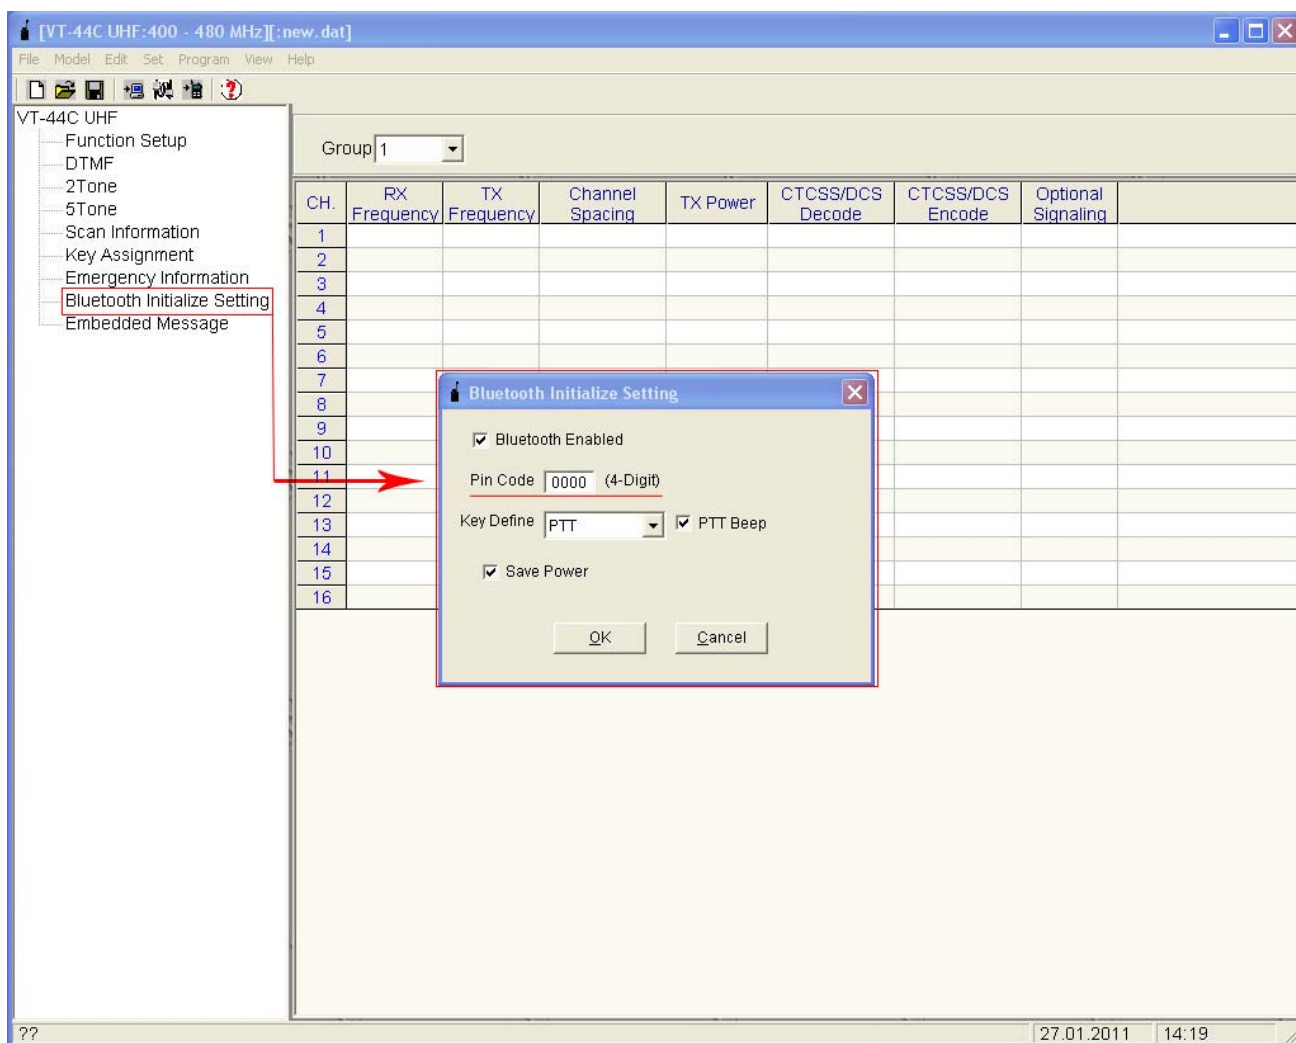 [VT-44C UHF:400 - 480 MHz][:new.dat]
File Model Edit Set Program View Help
VT-44C UHF
Function Setup
DTMF
2Tone
5Tone
Scan Information
Key Assignment
Emergency Information
Bluetooth Initialize Setting
Embedded Message
Group 1
CH. RX Frequency TX Frequency Channel Spacing TX Power CTCSS/DCS Decode CTCSS/DCS Encode Optional Signaling
1
2
3
4
5
6
7
8
9
10
11
12
13
14
15
16
Bluetooth Initialize Setting
Bluetooth Enabled
Pin Code 0000 (4-Digit)
Key Define PTT PTT Beep
Save Power
OK Cancel
?? 27.01.2011 14:19